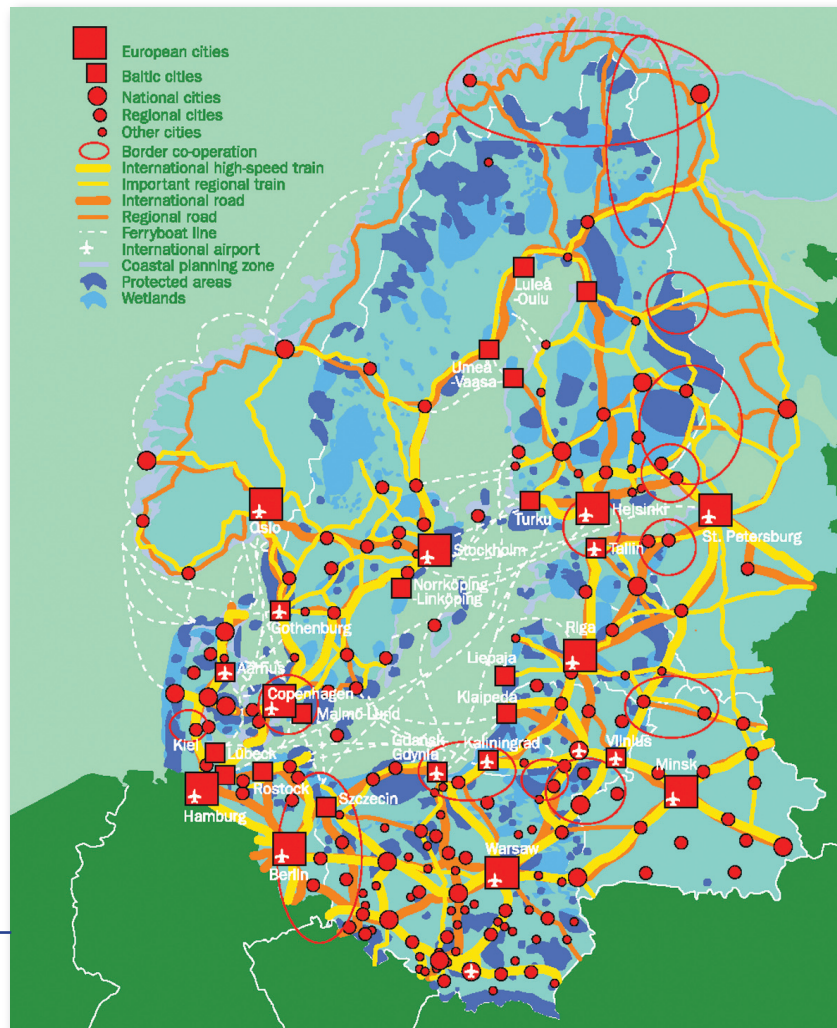 European cities
Baltic cities
National cities
Regional cities
Other cities
Border co-operation
International high-speed train
Important regional train
International road
Regional road
Ferryboat line
International airport
Coastal planning zone
Protected areas
Wetlands
Luleå
-Oulu
Umeå
-Vaasa
Oslo
Turku
Helsinki
St. Petersburg
Stockholm
Tallin
Norrköping
-Linköping
Gothenburg
Riga
Aarhus
Liepaja
Copenhagen
Malmö-Lund
Klaipeda
Kiel
Lübeck
Gdansk
Gdynia
Kaliningrad
Vilnius
Minsk
Rostock
Szczecin
Hamburg
Berlin
Warsaw